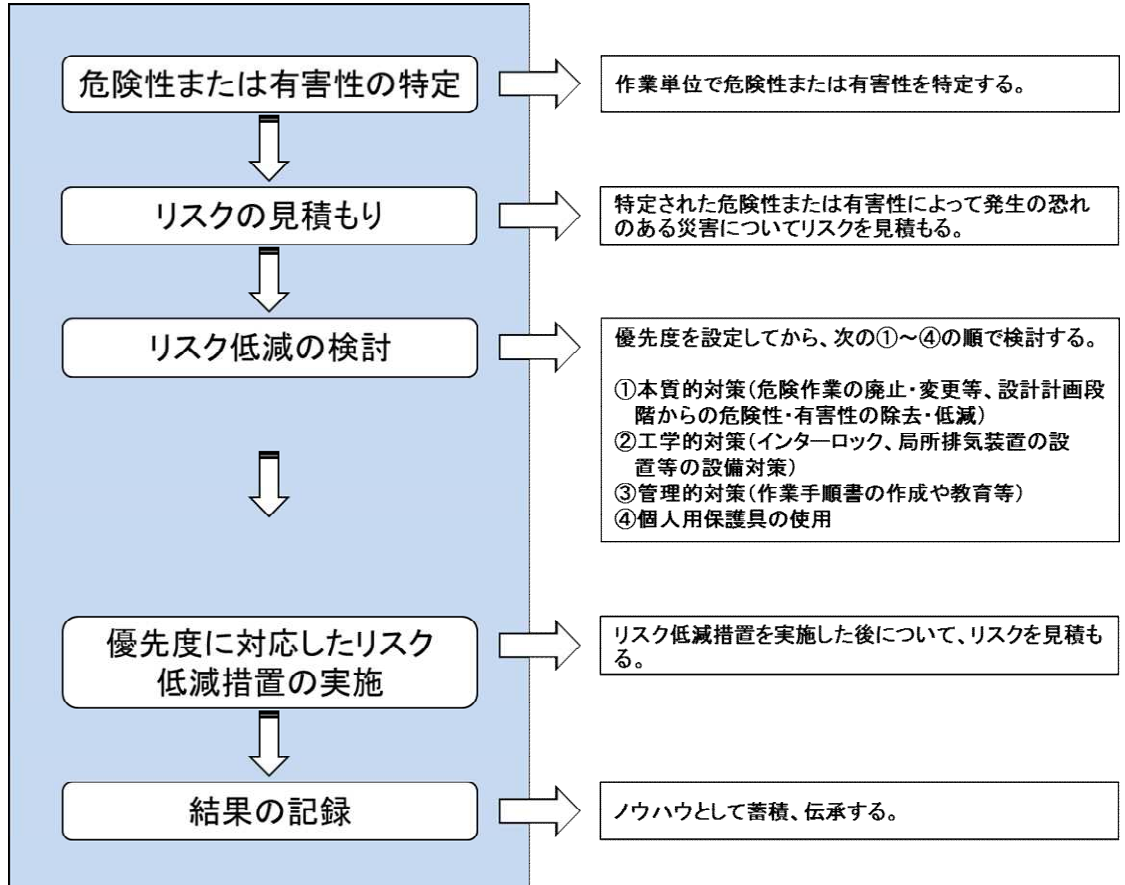 危険性または有害性の特定
作業単位で危険性または有害性を特定する。
リスクの見積もり
特定された危険性または有害性によって発生の恐れ
のある災害についてリスクを見積もる。
リスク低減の検討
優先度を設定してから、次の①～④の順で検討する。
①本質的対策(危険作業の廃止・変更等、設計計画段
階からの危険性・有害性の除去・低減)
②工学的対策(インターロック、局所排気装置の設
置等の設備対策)
③管理的対策(作業手順書の作成や教育等)
④個人用保護具の使用
優先度に対応したリスク
低減措置の実施
リスク低減措置を実施した後について、リスクを見積も
る。
結果の記録
ノウハウとして蓄積、伝承する。